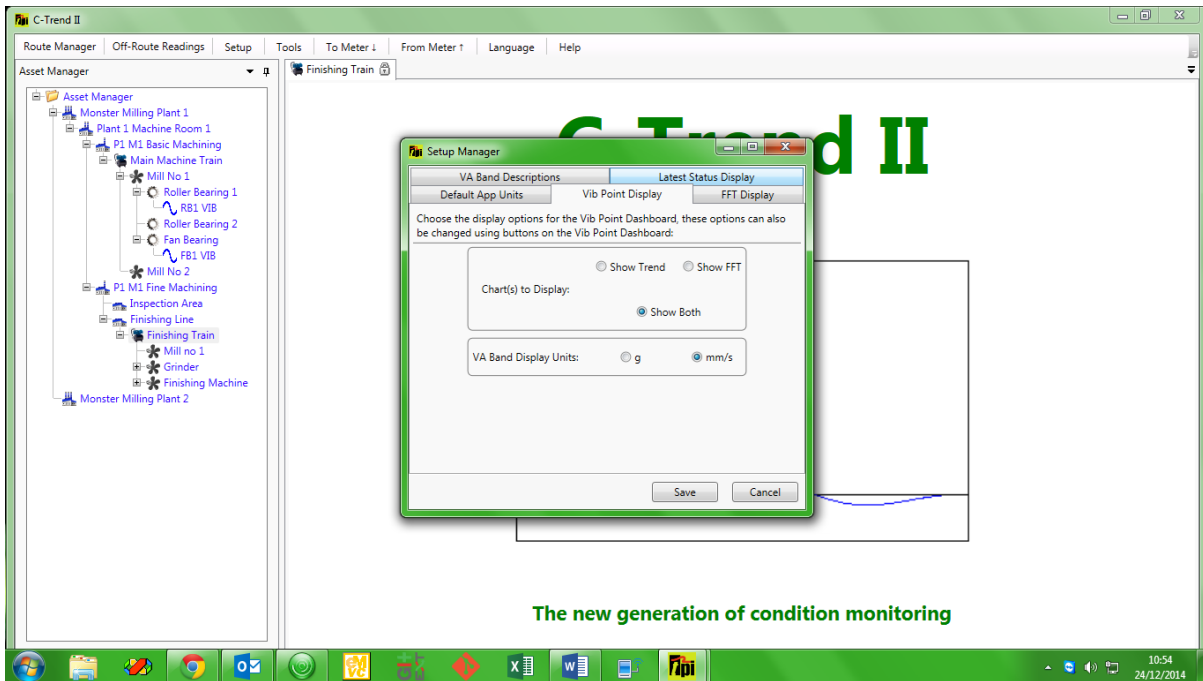 C-Trend II
Route Manager Off-Route Readings Setup Tools To Meter ↓ From Meter ↑ Language Help
Asset Manager
Finishing Train
Asset Manager
Monster Milling Plant 1
Plant 1 Machine Room 1
P1 M1 Basic Machining
Main Machine Train
Mill No 1
Roller Bearing 1
RB1 VIB
Roller Bearing 2
Fan Bearing
FB1 VIB
Mill No 2
P1 M1 Fine Machining
Inspection Area
Finishing Line
Finishing Train
Mill no 1
Grinder
Finishing Machine
Monster Milling Plant 2
C-Trend II
Setup Manager
VA Band Descriptions Latest Status Display
Default App Units Vib Point Display FFT Display
Choose the display options for the Vib Point Dashboard, these options can also
be changed using buttons on the Vib Point Dashboard:
Show Trend Show FFT
Chart(s) to Display:
Show Both
VA Band Display Units: g mm/s
Save Cancel
The new generation of condition monitoring
10:54
24/12/2014